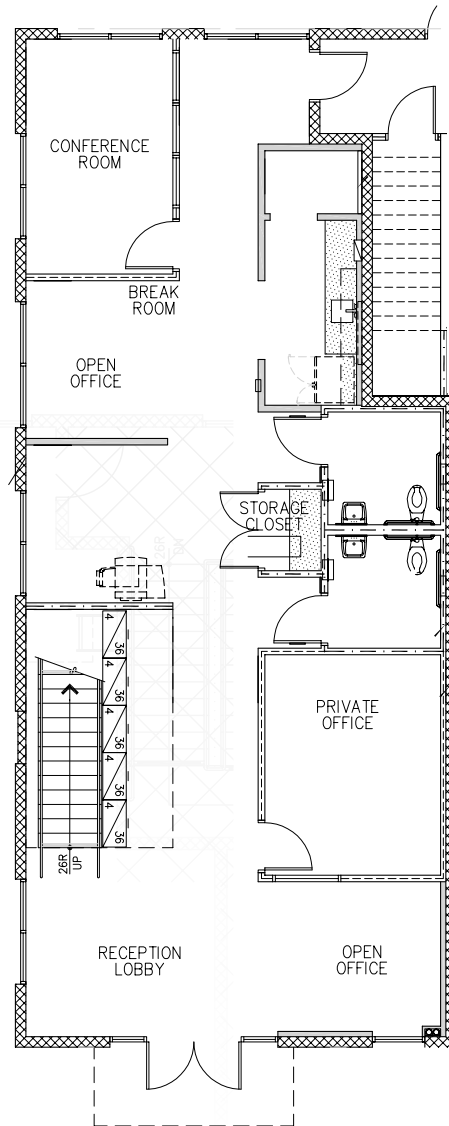 CONFERENCE
ROOM
BREAK
ROOM
OPEN
OFFICE
STORAGE
CLOSET
4
36
4
36
4
36
4
36
4
36
PRIVATE
OFFICE
26R
UP
RECEPTION
LOBBY
OPEN
OFFICE